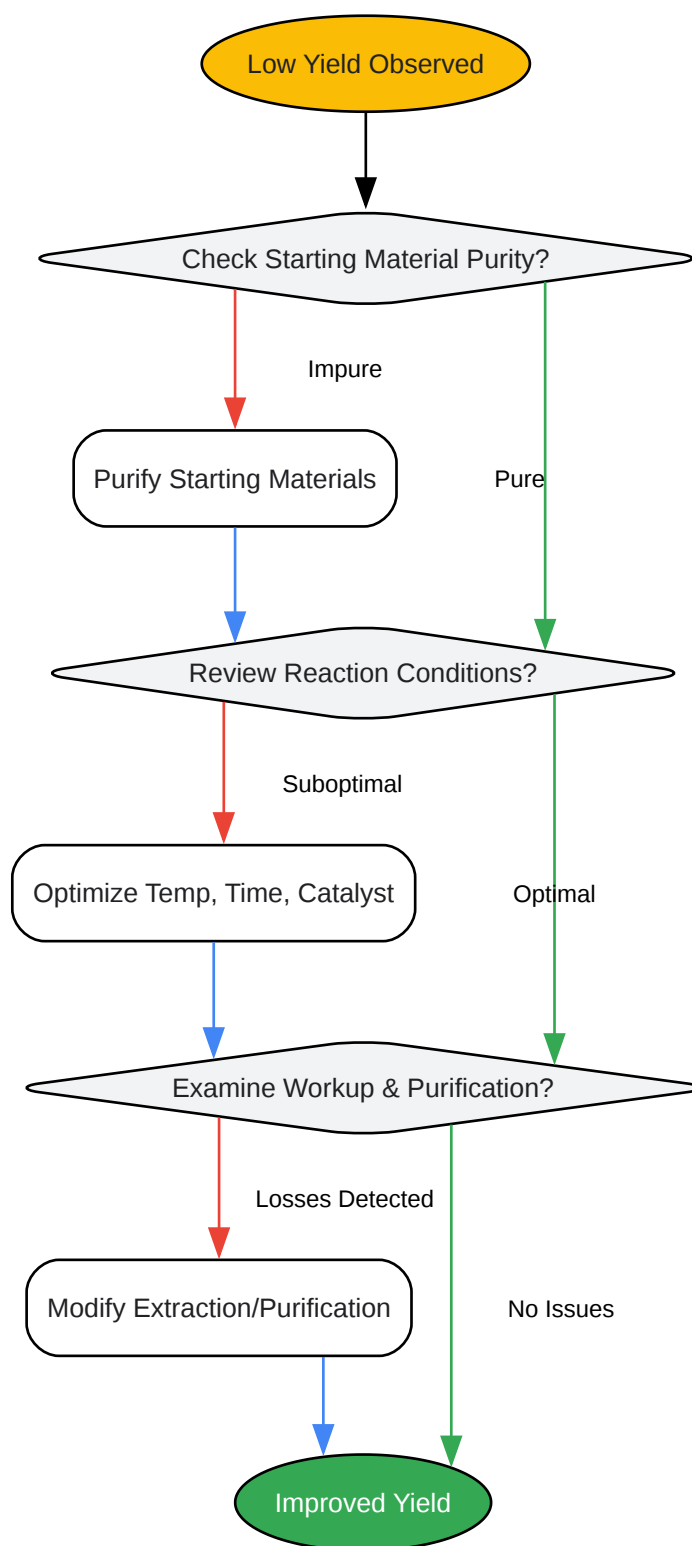 Low Yield Observed
Check Starting Material Purity?
Impure
Purify Starting Materials
Pure
Review Reaction Conditions?
Suboptimal
Optimize Temp, Time, Catalyst
Optimal
Examine Workup & Purification?
Losses Detected
Modify Extraction/Purification
No Issues
Improved Yield